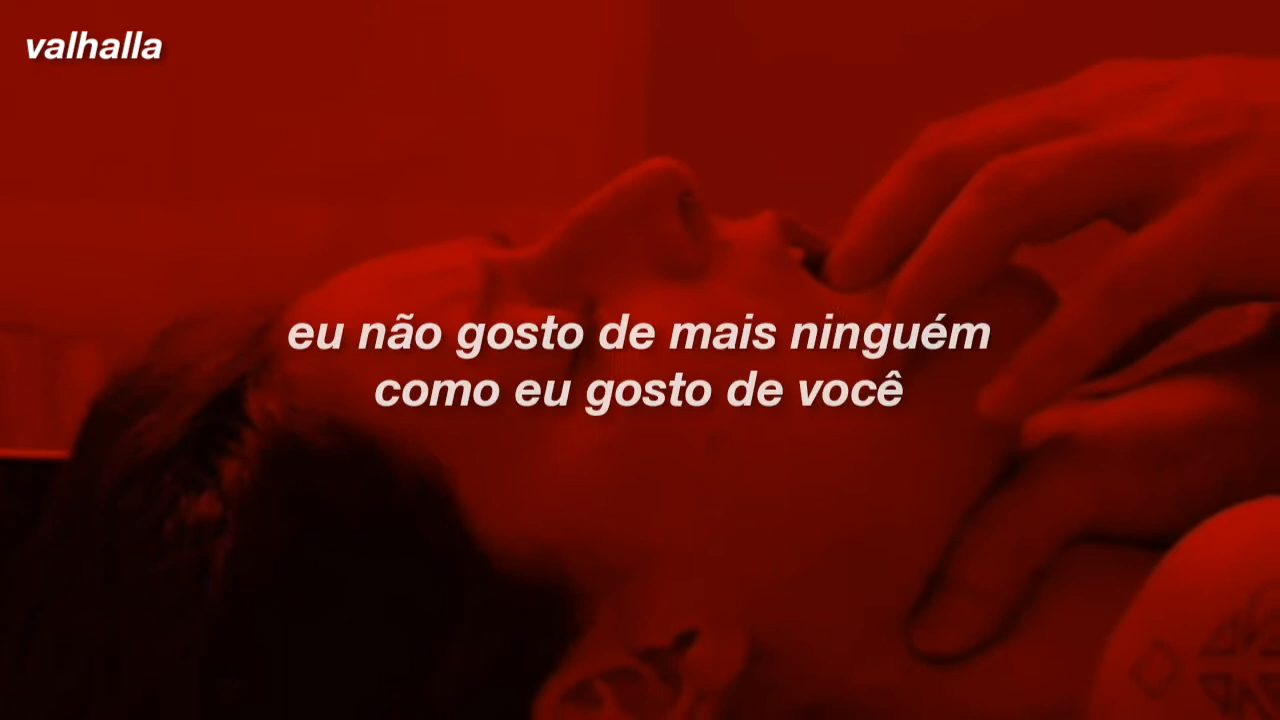 valhalla
eu não gosto de mais ninguém
como eu gosto de você